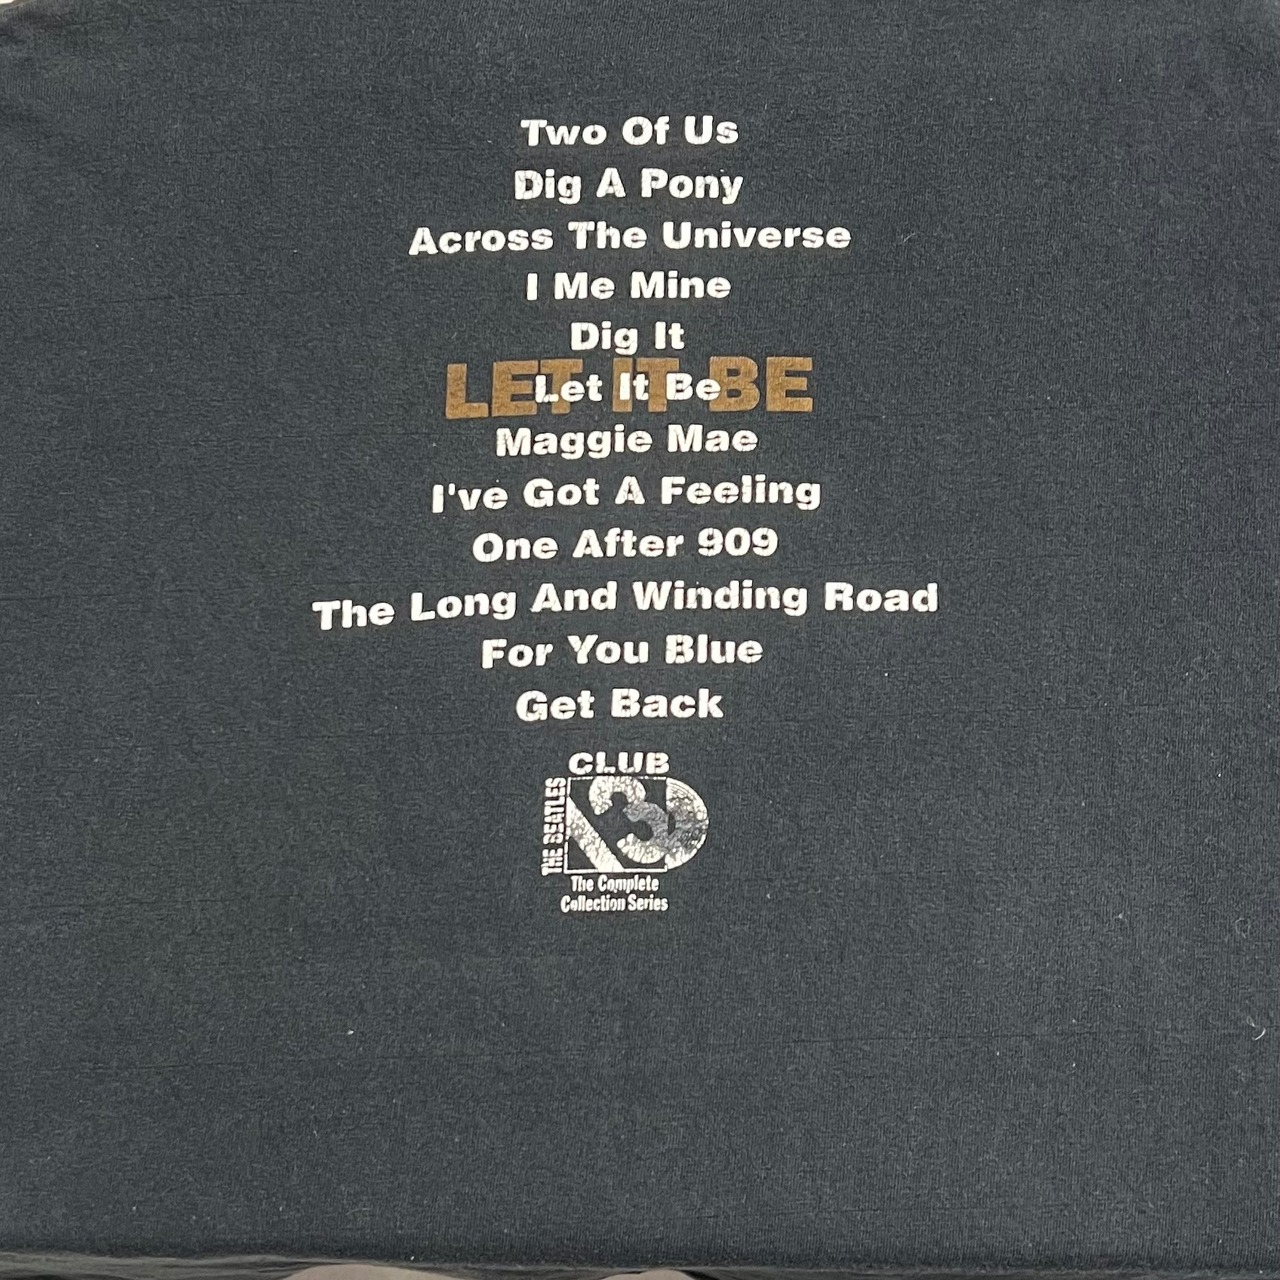 Two Of Us
Dig A Pony
Across The Universe
I Me Mine
Dig It
LET IT BE
Let It Be
Maggie Mae
I've Got A Feeling
One After 909
The Long And Winding Road
For You Blue
Get Back
CLUB
THE BEATLES
3D
The Complete
Collection Series